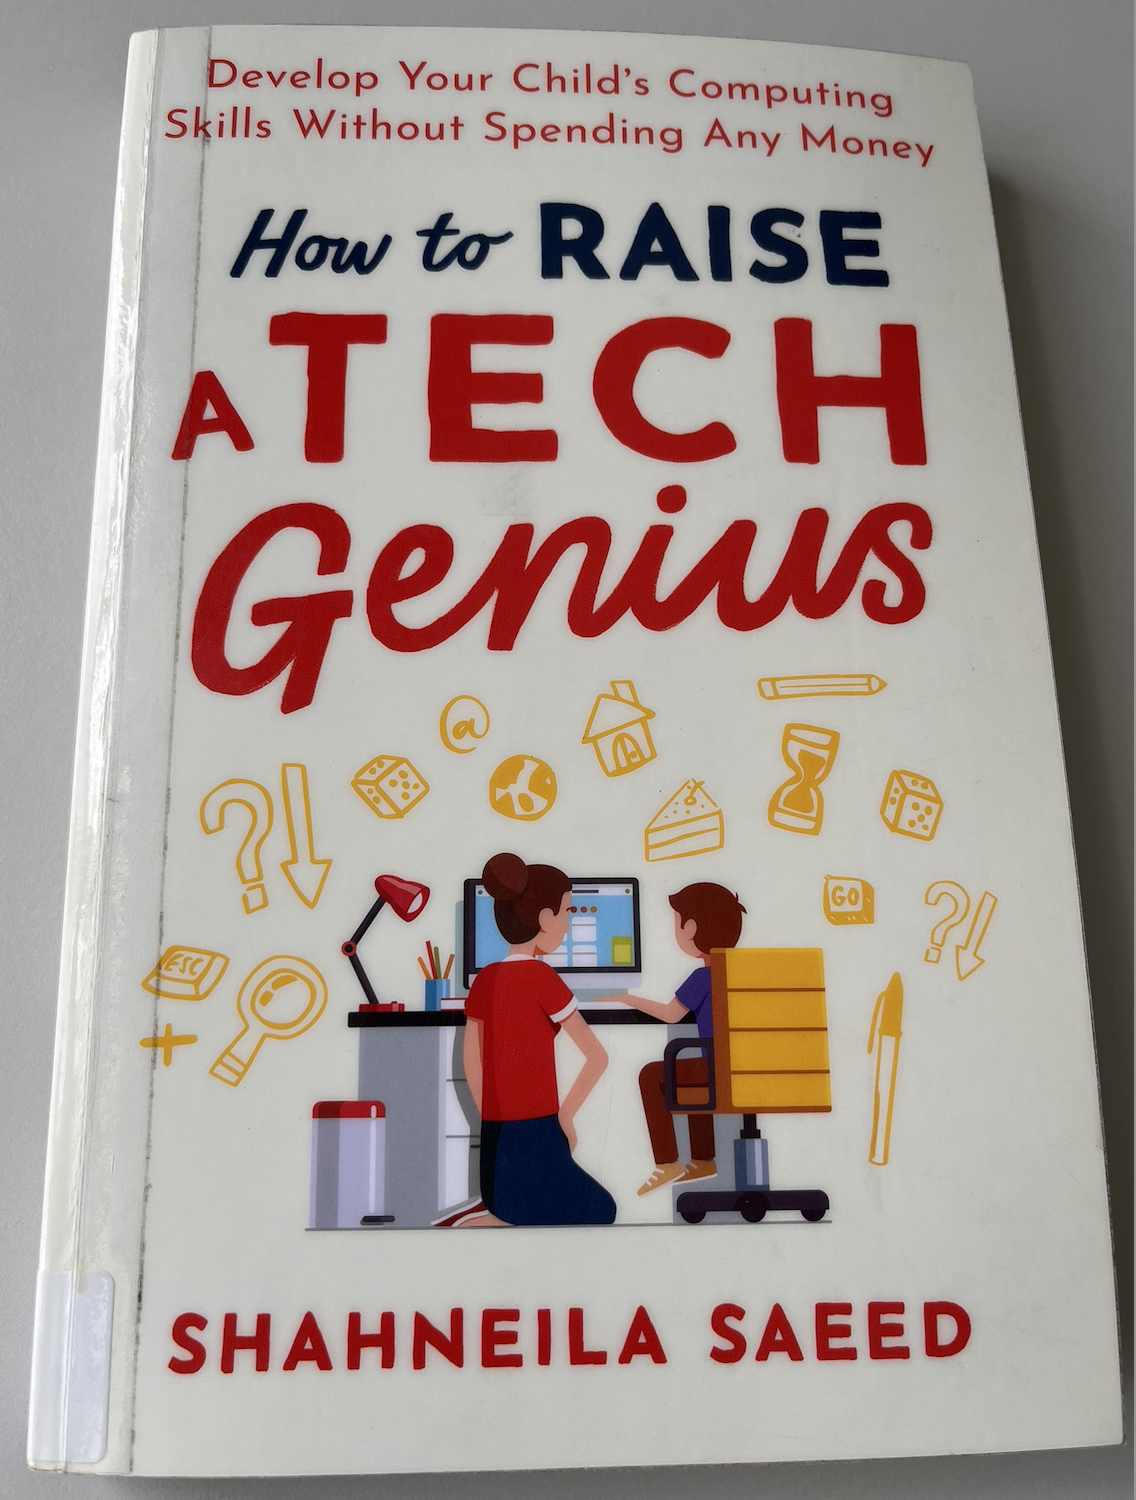 Develop Your Child's Computing
Skills Without Spending Any Money
How to RAISE
A TECH
Genius
@
?
?
GO
ESC
+
SHAHNEILA SAEED